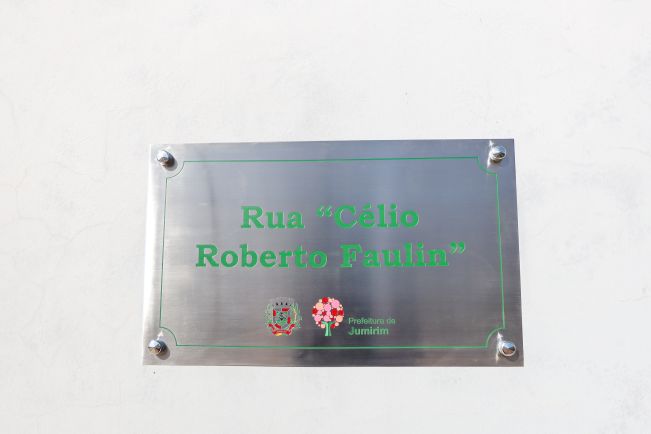 Rua “Célio
Roberto Faulin”
Prefeitura de
Jumirim